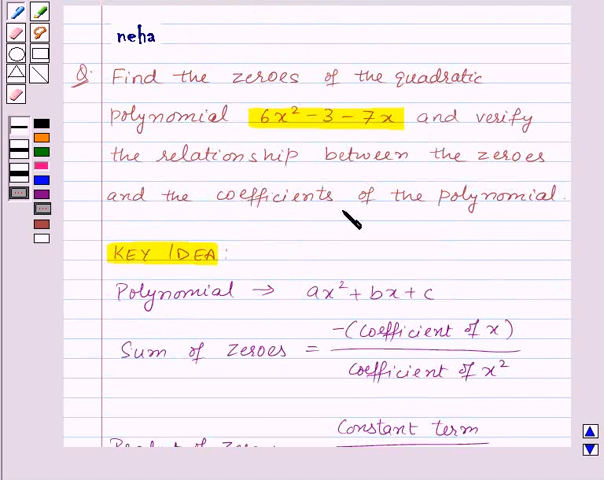 neha
Q. Find the zeroes of the quadratic
polynomial 6x² - 3 - 7x and verify
the relationship between the zeroes
and the coefficients of the polynomial.
KEY IDEA:
Polynomial → ax² + bx + c
Sum of zeroes = -(Coefficient of x) / Coefficient of x²
Constant term